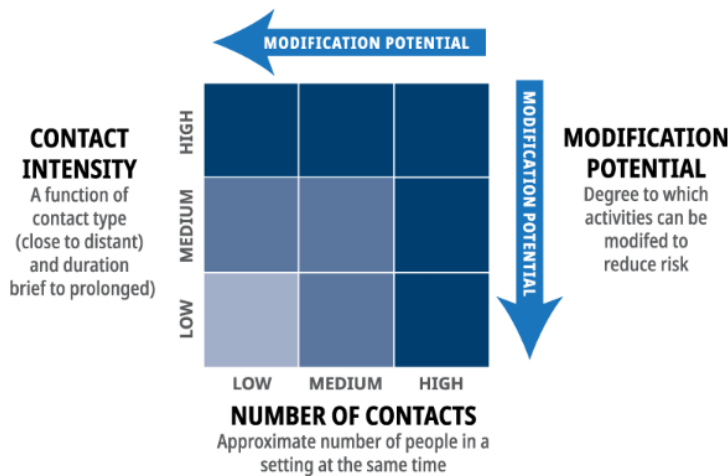 MODIFICATION POTENTIAL
CONTACT
INTENSITY
A function of
contact type
(close to distant)
and duration
brief to prolonged)
HIGH
MEDIUM
LOW
MODIFICATION POTENTIAL
MODIFICATION
POTENTIAL
Degree to which
activities can be
modifed to
reduce risk
LOW
MEDIUM
HIGH
NUMBER OF CONTACTS
Approximate number of people in a
setting at the same time